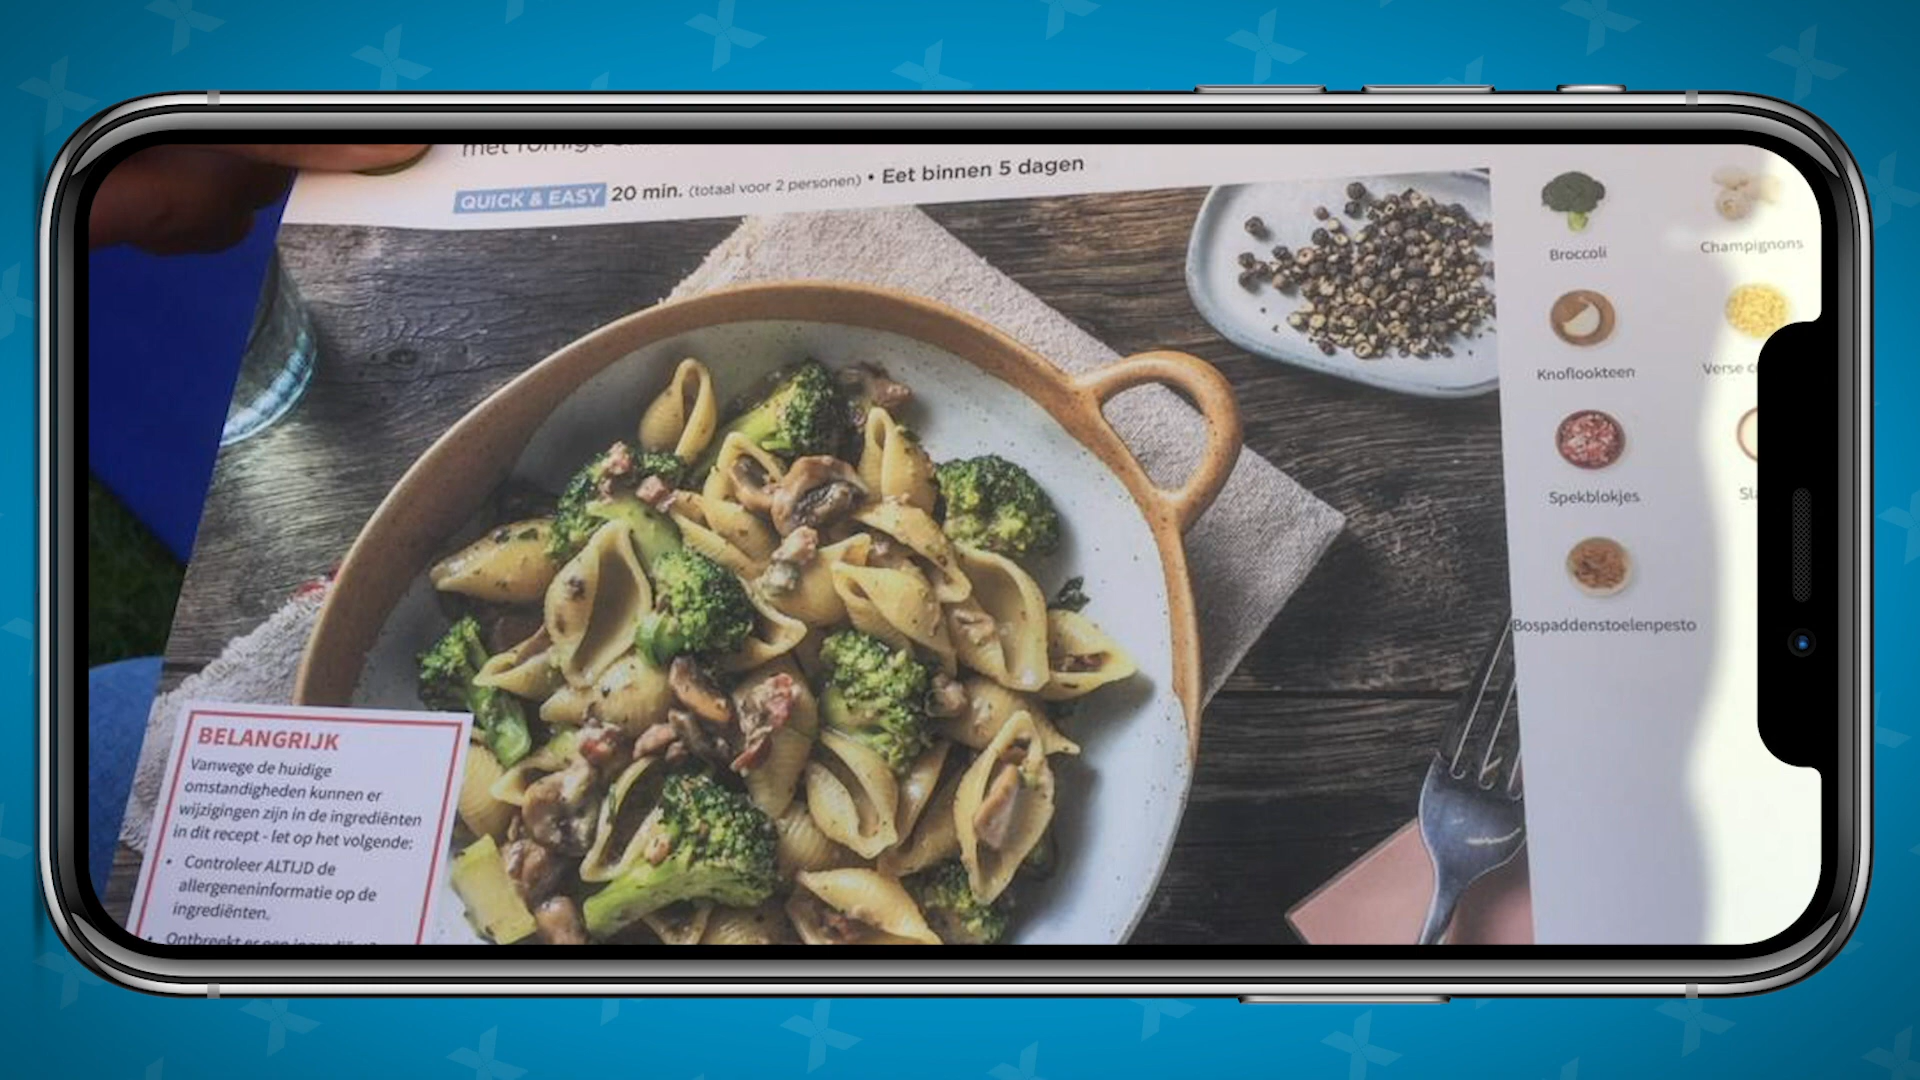 QUICK & EASY 20 min. (totaal voor 2 personen) • Eet binnen 5 dagen
Broccoli
Champignons
Knoflookteen
Verse
Spekblokjes
Bospaddenstoelenpesto
BELANGRIJK
Vanwege de huidige
omstandigheden kunnen er
wijzigingen zijn in de ingrediënten
in dit recept - let op het volgende:
• Controleer ALTIJD de
allergeneninformatie op de
ingrediënten.